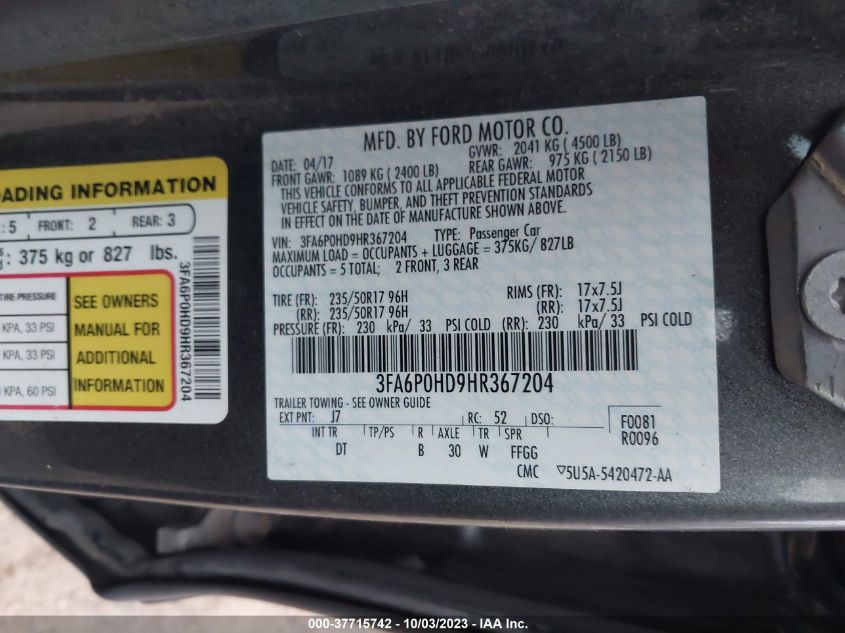 OADING INFORMATION
: 5 FRONT: 2 REAR: 3
: 375 kg or 827 lbs.
TIRE PRESSURE
KPA, 33 PSI
KPA, 33 PSI
KPA, 60 PSI
SEE OWNERS
MANUAL FOR
ADDITIONAL
INFORMATION
3FA6P0HD9HR367204
MFD. BY FORD MOTOR CO.
DATE: 04/17 GVWR: 2041 KG ( 4500 LB)
FRONT GAWR: 1089 KG ( 2400 LB) REAR GAWR: 975 KG ( 2150 LB)
THIS VEHICLE CONFORMS TO ALL APPLICABLE FEDERAL MOTOR
VEHICLE SAFETY, BUMPER, AND THEFT PREVENTION STANDARDS
IN EFFECT ON THE DATE OF MANUFACTURE SHOWN ABOVE.
VIN: 3FA6P0HD9HR367204 TYPE: Passenger Car
MAXIMUM LOAD = OCCUPANTS + LUGGAGE = 375KG/ 827LB
OCCUPANTS = 5 TOTAL; 2 FRONT, 3 REAR
TIRE (FR): 235/50R17 96H RIMS (FR): 17x7.5J
(RR): 235/50R17 96H (RR): 17x7.5J
PRESSURE (FR): 230 kPa/ 33 PSI COLD (RR): 230 kPa/ 33 PSI COLD
3FA6P0HD9HR367204
TRAILER TOWING - SEE OWNER GUIDE
EXT PNT: J7 RC: 52 DSO: F0081
R0096
INT TR TP/PS R AXLE TR SPR
DT B 30 W FFGG
CMC ▽5U5A-5420472-AA
000-37715742 - 10/03/2023 - IAA Inc.